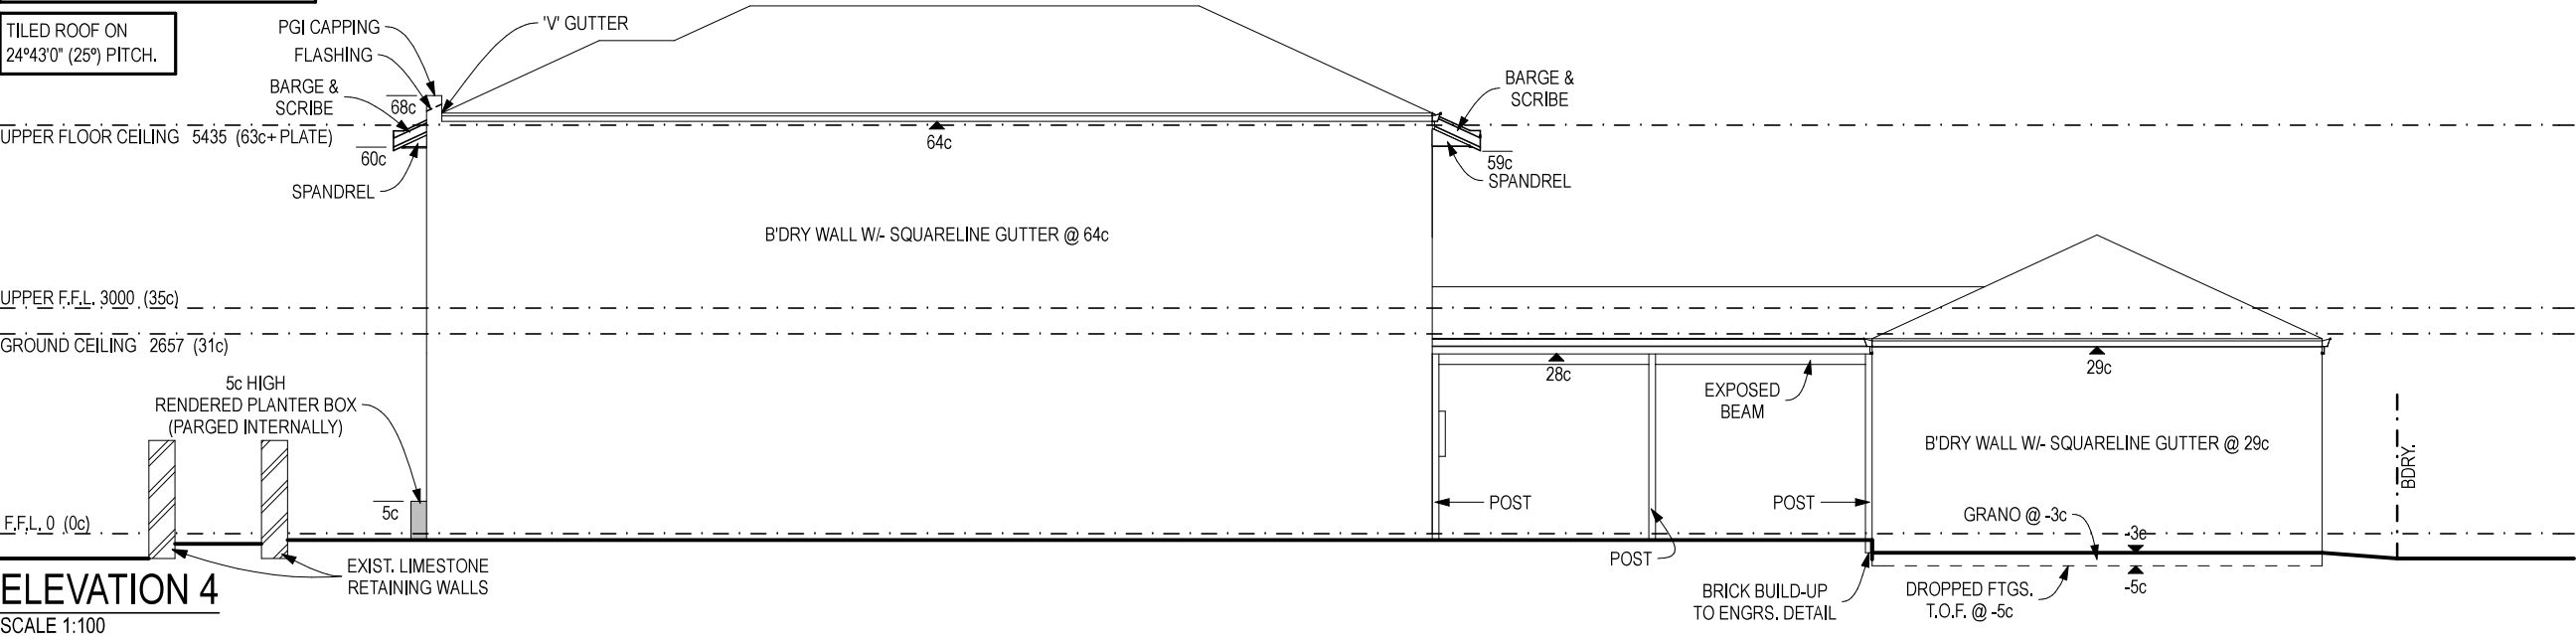 TILED ROOF ON
24º43'0" (25º) PITCH.
PGI CAPPING
FLASHING
BARGE &
SCRIBE
'V' GUTTER
BARGE &
SCRIBE
68c
UPPER FLOOR CEILING 5435 (63c+ PLATE)
60c
64c
59c
SPANDREL
SPANDREL
B'DRY WALL W/- SQUARELINE GUTTER @ 64c
UPPER F.F.L. 3000 (35c)
GROUND CEILING 2657 (31c)
5c HIGH
RENDERED PLANTER BOX
(PARGED INTERNALLY)
28c
29c
EXPOSED
BEAM
B'DRY WALL W/- SQUARELINE GUTTER @ 29c
BDRY.
5c
POST
POST
GRANO @ -3c
F.F.L. 0 (0c)
-3c
POST
EXIST. LIMESTONE
RETAINING WALLS
BRICK BUILD-UP
TO ENGRS. DETAIL
DROPPED FTGS.
T.O.F. @ -5c
-5c
ELEVATION 4
SCALE 1:100